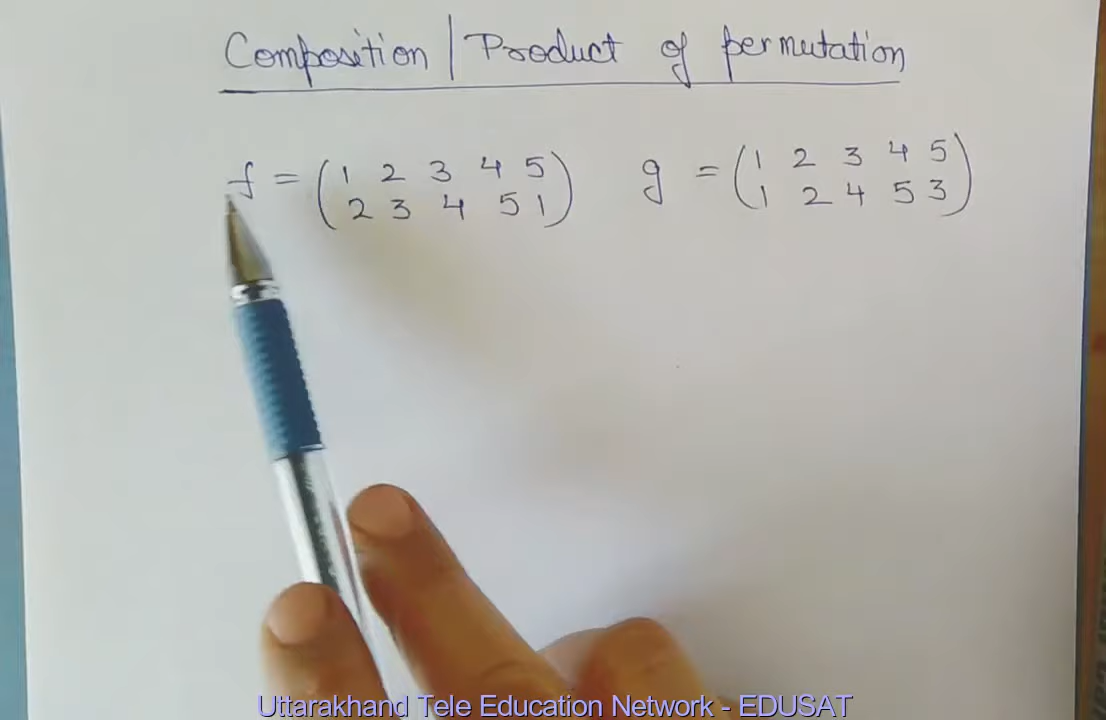 Composition | Product of permutation
f = (1 2 3 4 5 g = (1 2 3 4 5
2 3 4 5 1) 1 2 4 5 3)
Uttarakhand Tele Education Network - EDUSAT